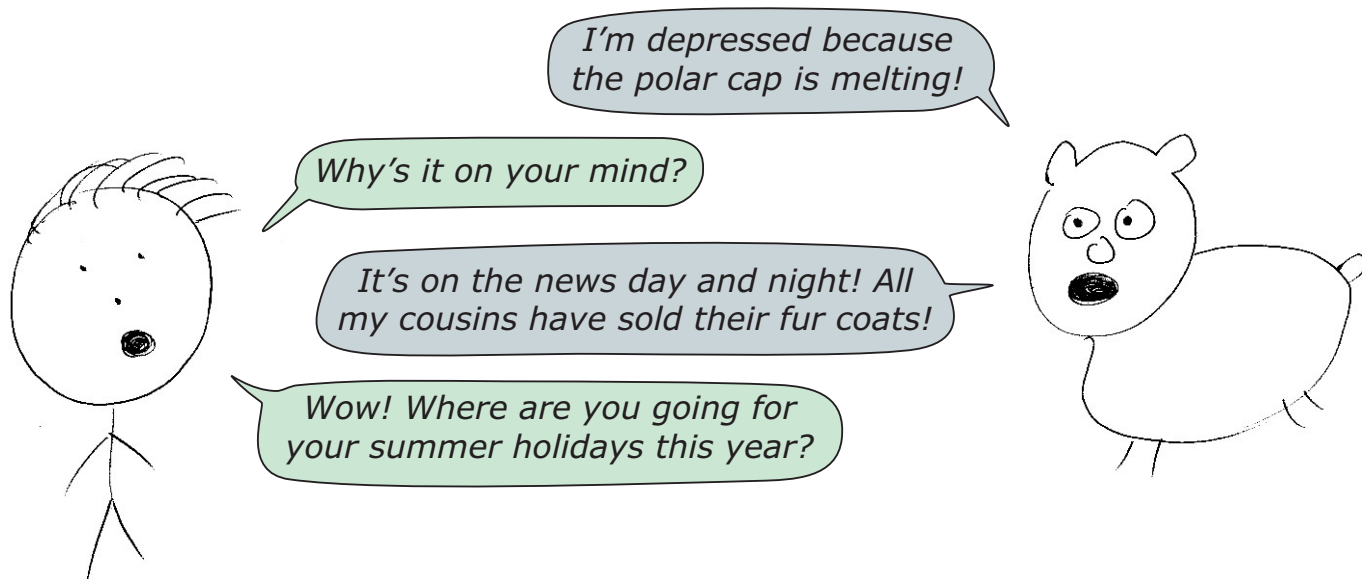 I’m depressed because
the polar cap is melting!
Why’s it on your mind?
It’s on the news day and night! All
my cousins have sold their fur coats!
Wow! Where are you going for
your summer holidays this year?